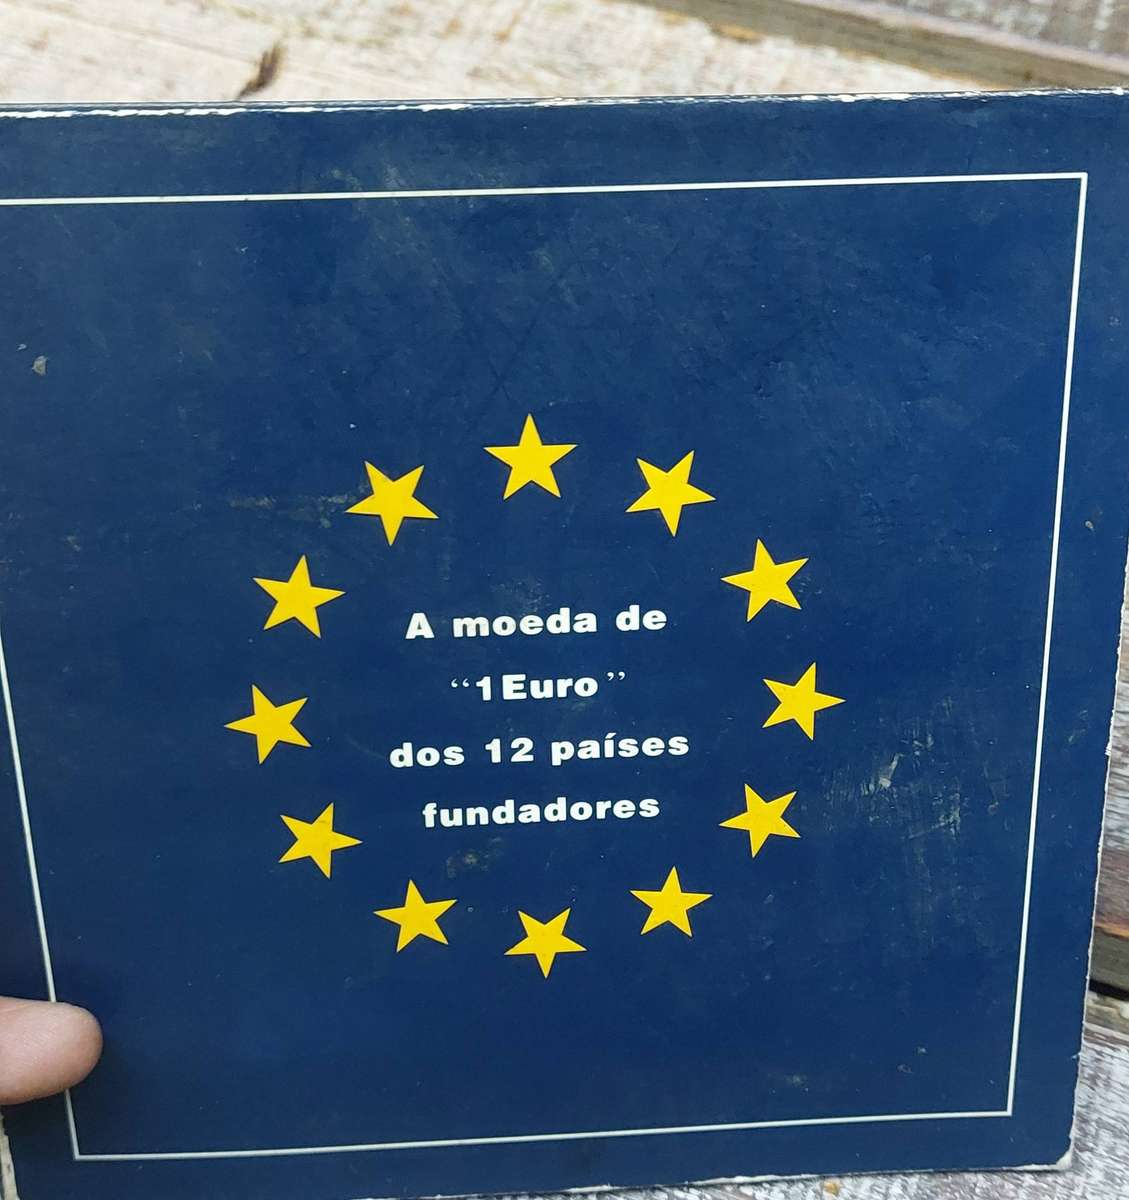 A moeda de
“1 Euro”
dos 12 países
fundadores